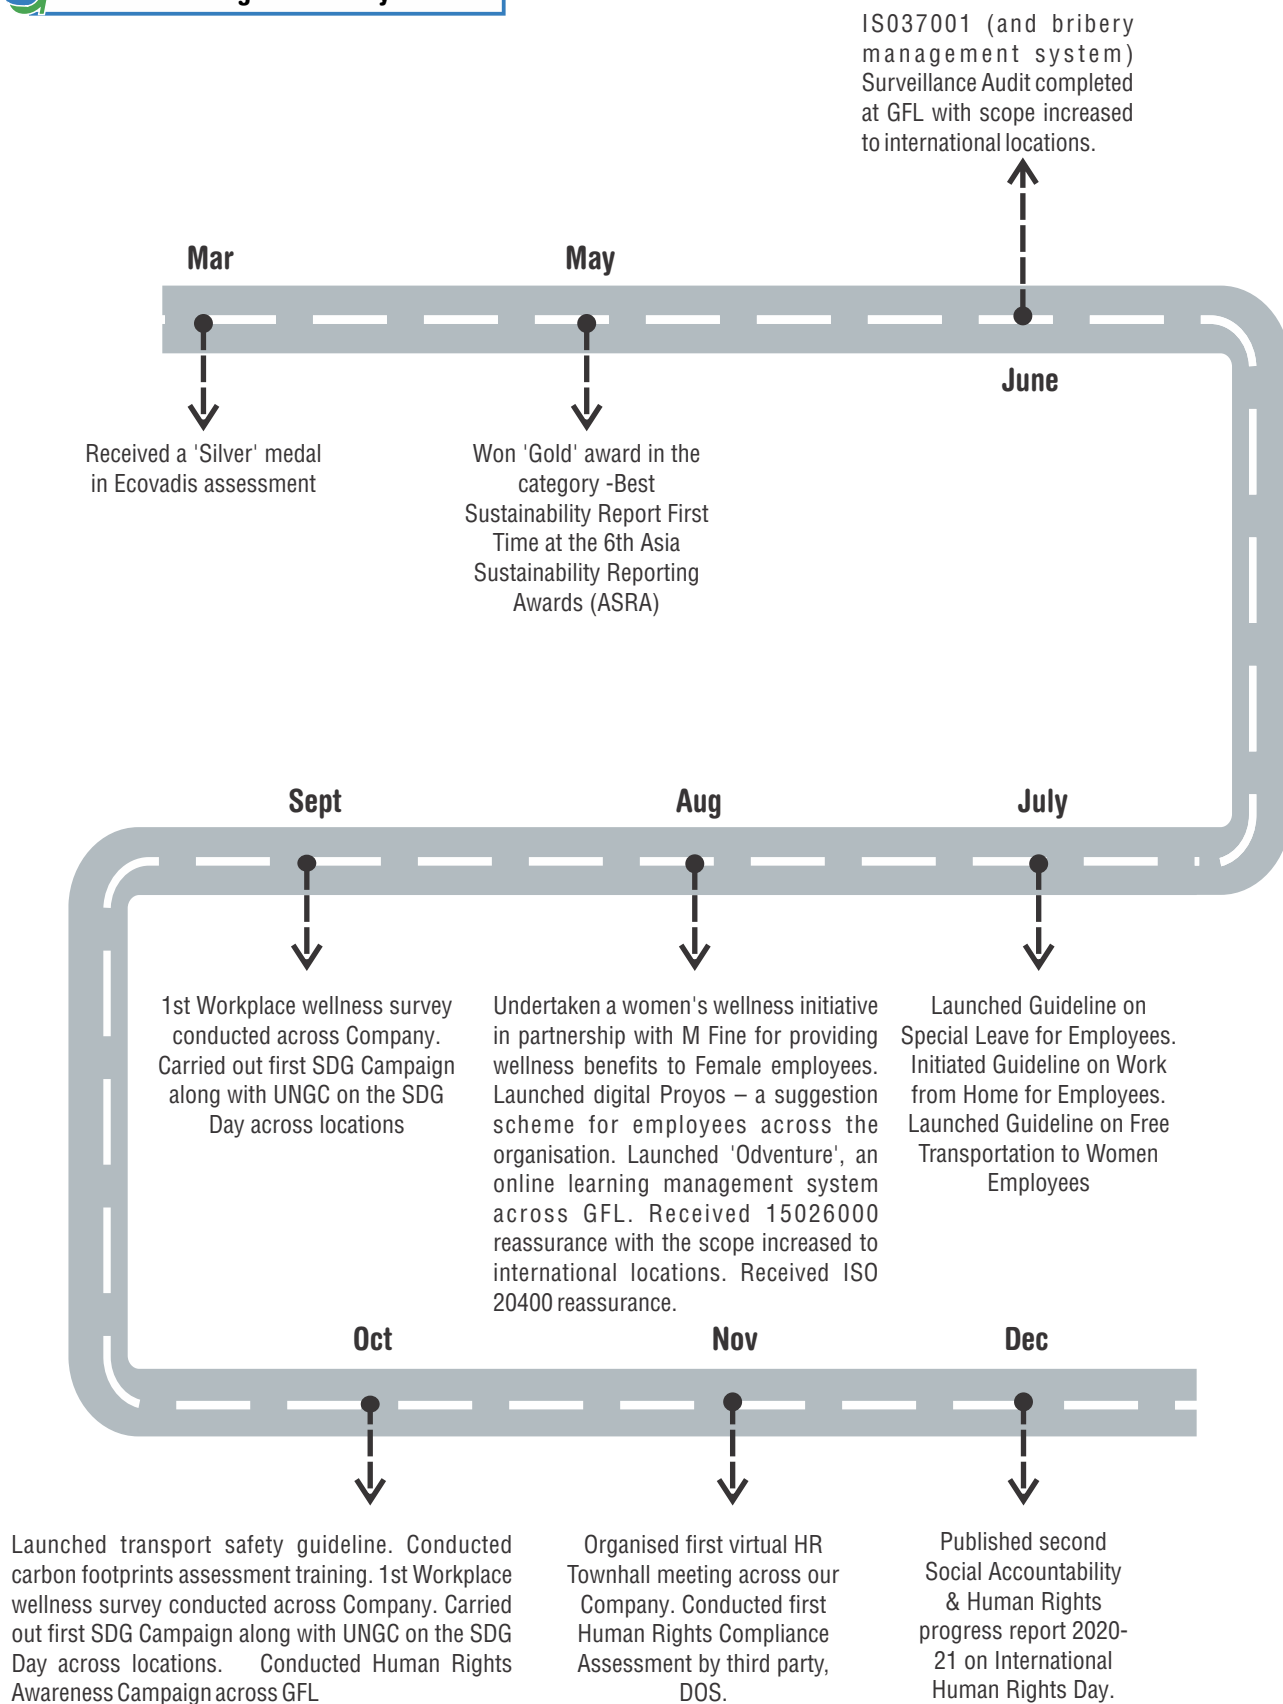 IS037001 (and bribery
management system)
Surveillance Audit completed
at GFL with scope increased
to international locations.
Mar
May
June
Received a 'Silver' medal
in Ecovadis assessment
Won 'Gold' award in the
category -Best
Sustainability Report First
Time at the 6th Asia
Sustainability Reporting
Awards (ASRA)
Sept
Aug
July
1st Workplace wellness survey
conducted across Company.
Carried out first SDG Campaign
along with UNGC on the SDG
Day across locations
Undertaken a women's wellness initiative
in partnership with M Fine for providing
wellness benefits to Female employees.
Launched digital Proyos – a suggestion
scheme for employees across the
organisation. Launched 'Odventure', an
online learning management system
across GFL. Received 15026000
reassurance with the scope increased to
international locations. Received ISO
20400 reassurance.
Launched Guideline on
Special Leave for Employees.
Initiated Guideline on Work
from Home for Employees.
Launched Guideline on Free
Transportation to Women
Employees
Oct
Nov
Dec
Launched transport safety guideline. Conducted
carbon footprints assessment training. 1st Workplace
wellness survey conducted across Company. Carried
out first SDG Campaign along with UNGC on the SDG
Day across locations. Conducted Human Rights
Awareness Campaign across GFL
Organised first virtual HR
Townhall meeting across our
Company. Conducted first
Human Rights Compliance
Assessment by third party,
DOS.
Published second
Social Accountability
& Human Rights
progress report 2020-
21 on International
Human Rights Day.